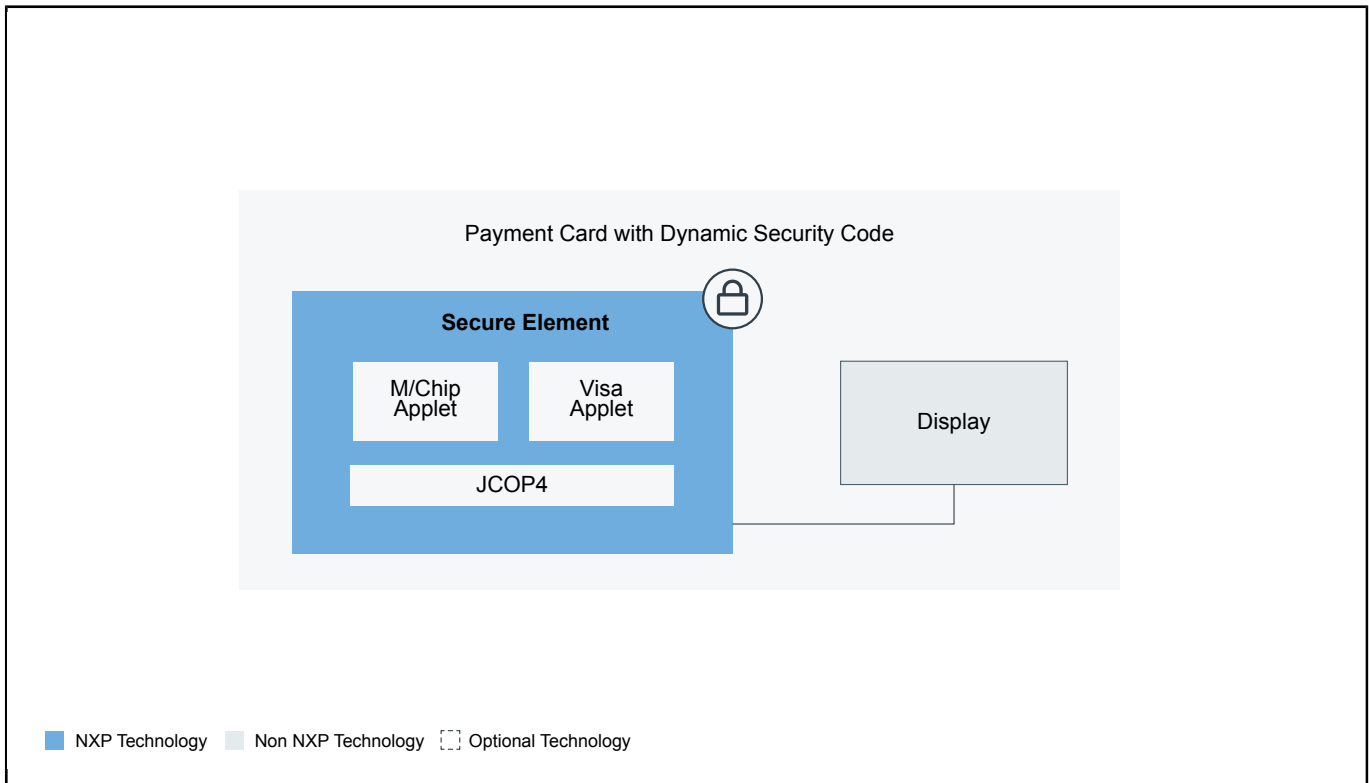 Payment Card with Dynamic Security Code
Secure Element
M/Chip
Applet
Visa
Applet
JCOP4
Display
NXP Technology
Non NXP Technology
Optional Technology